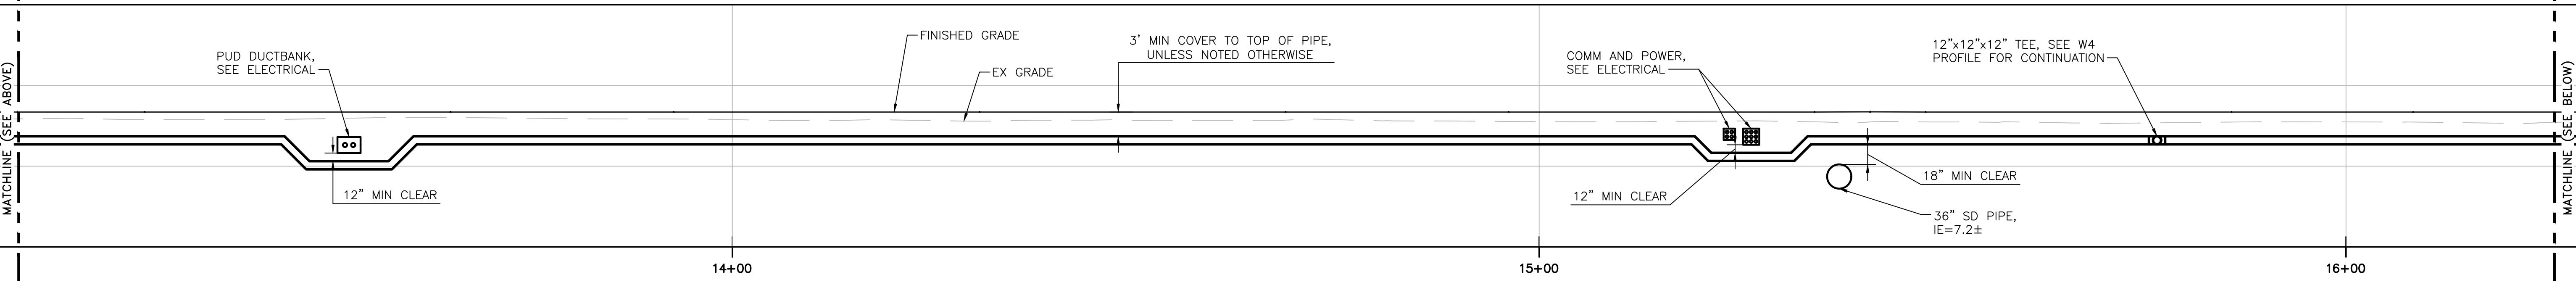 MATCHLINE (SEE ABOVE)
PUD DUCTBANK,
SEE ELECTRICAL
12" MIN CLEAR
FINISHED GRADE
EX GRADE
3' MIN COVER TO TOP OF PIPE,
UNLESS NOTED OTHERWISE
COMM AND POWER,
SEE ELECTRICAL
12" MIN CLEAR
12"x12"x12" TEE, SEE W4
PROFILE FOR CONTINUATION
18" MIN CLEAR
36" SD PIPE,
IE=7.2±
MATCHLINE (SEE BELOW)
14+00
15+00
16+00